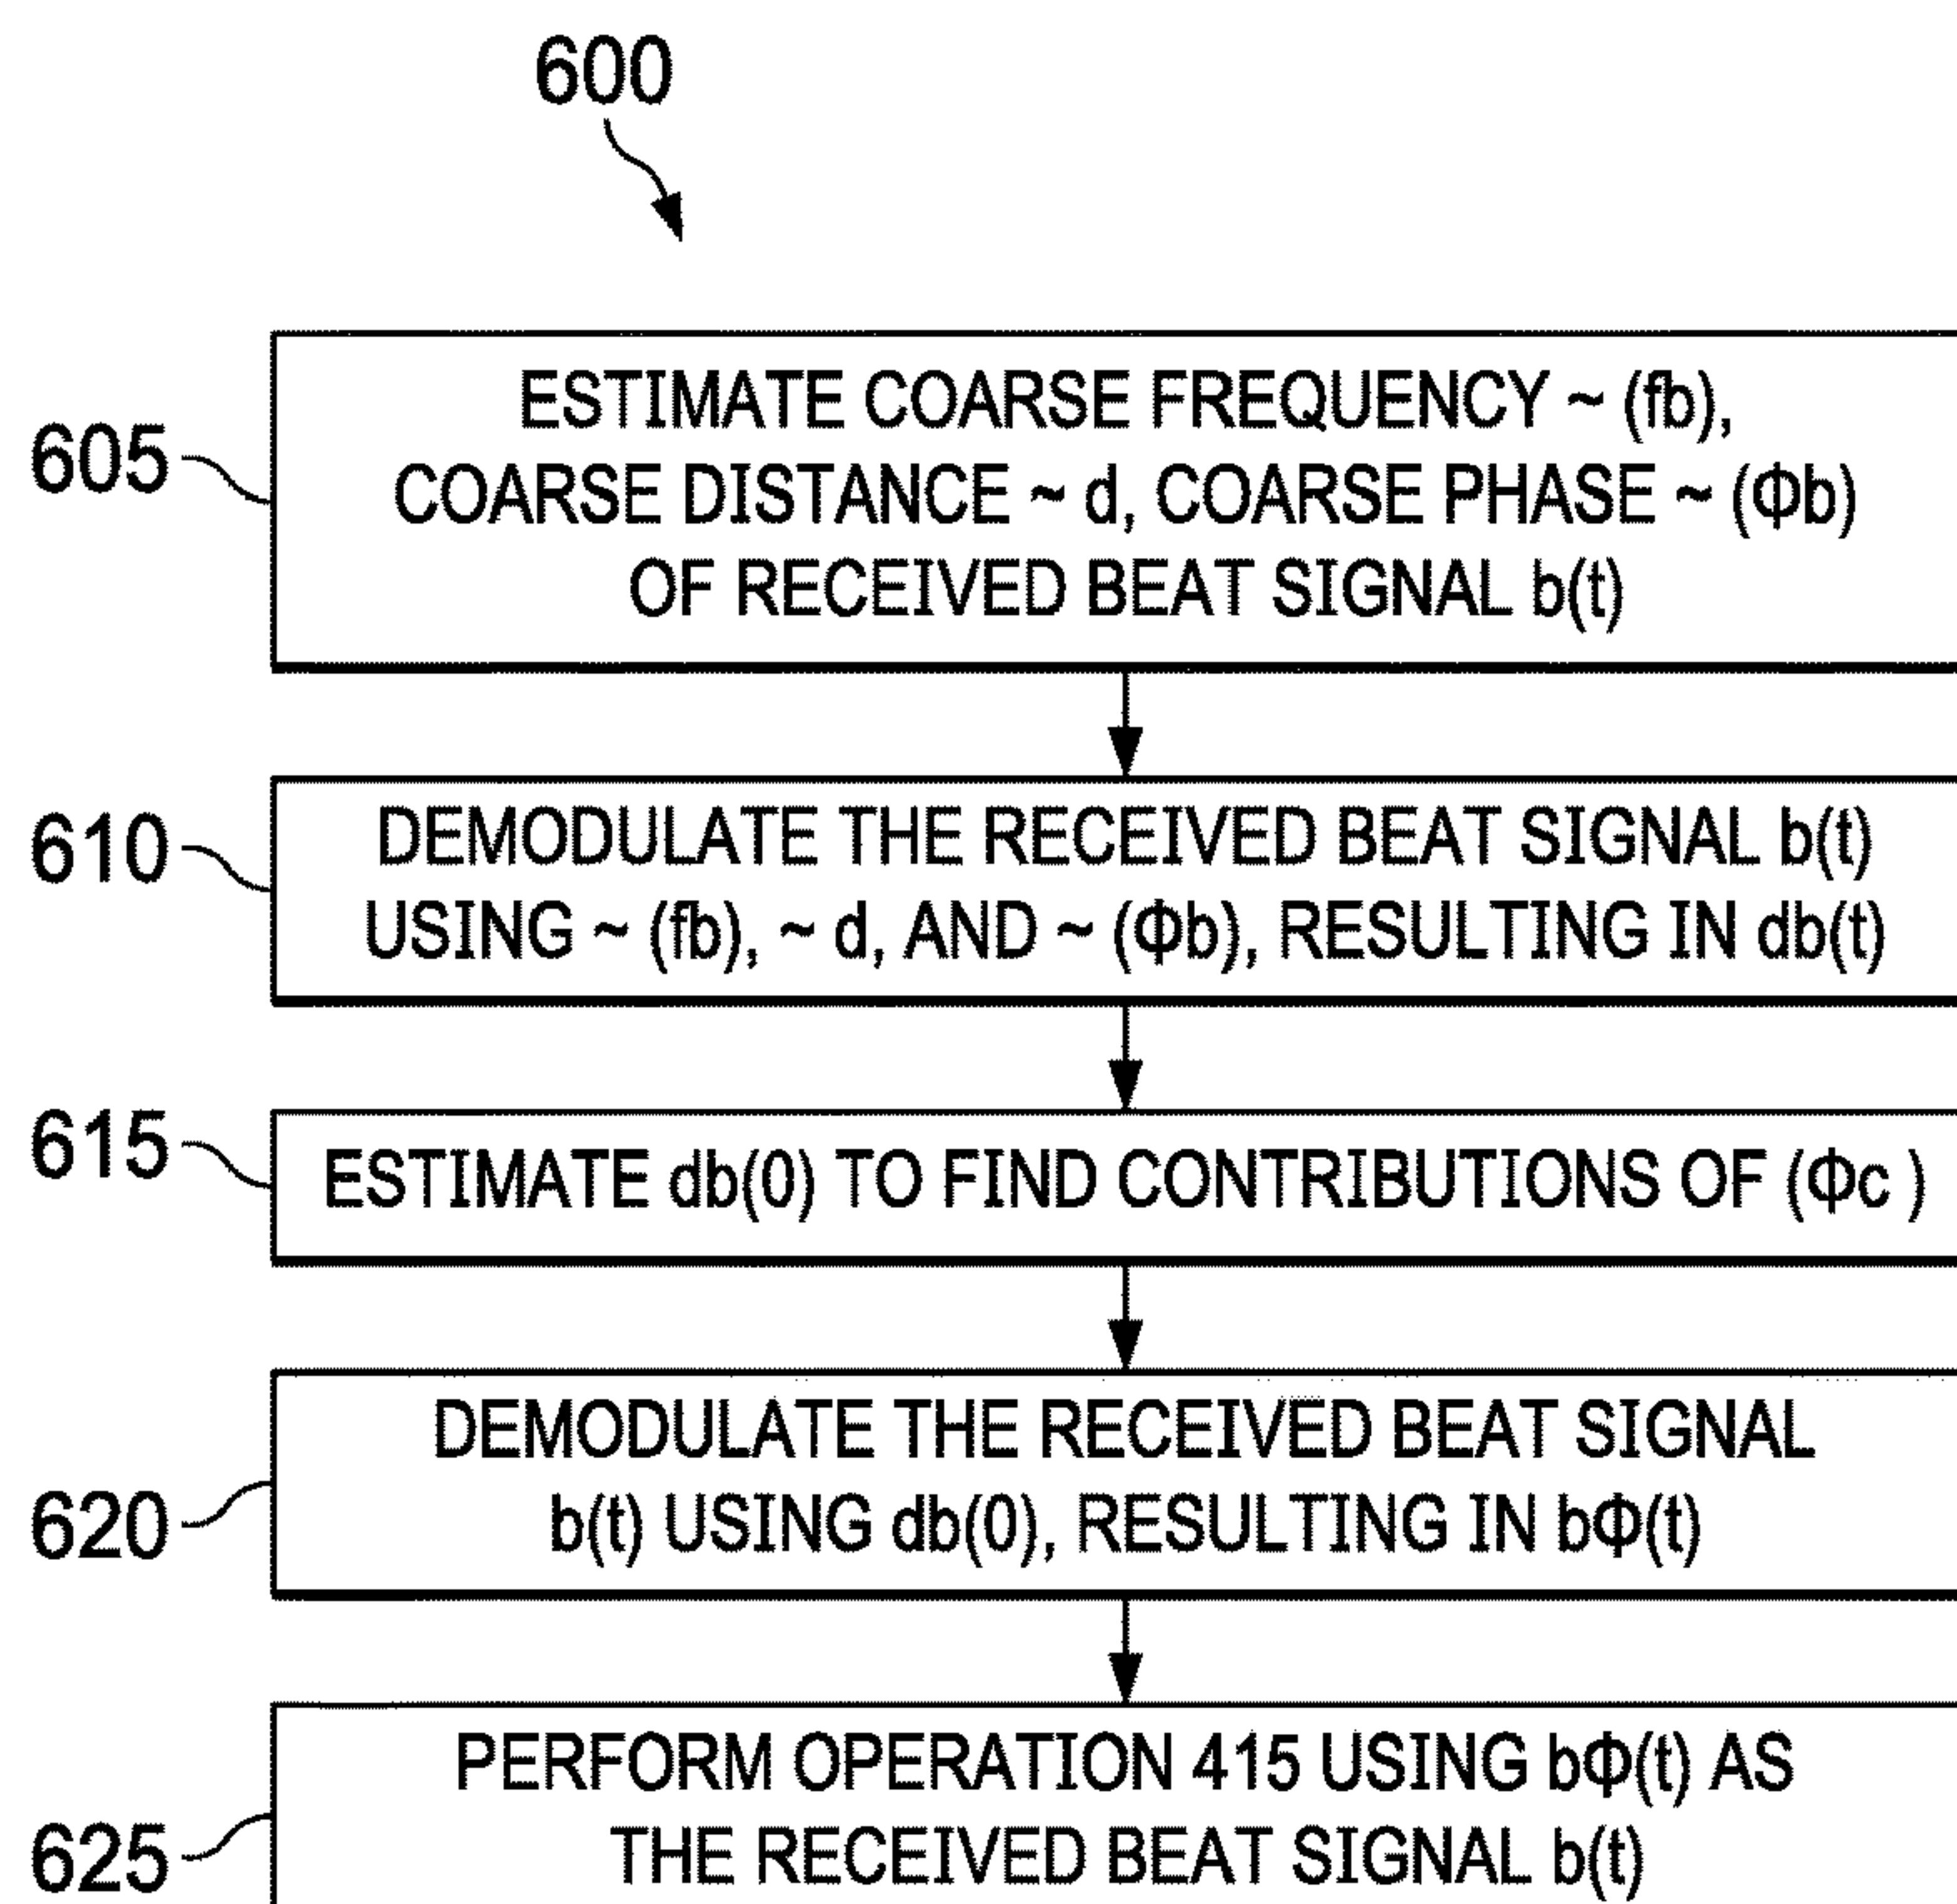 600
605
ESTIMATE COARSE FREQUENCY ~ (fb),
COARSE DISTANCE ~ d, COARSE PHASE ~ (Φb)
OF RECEIVED BEAT SIGNAL b(t)
610
DEMODULATE THE RECEIVED BEAT SIGNAL b(t)
USING ~ (fb), ~ d, AND ~ (Φb), RESULTING IN db(t)
615
ESTIMATE db(0) TO FIND CONTRIBUTIONS OF (Φc )
620
DEMODULATE THE RECEIVED BEAT SIGNAL
b(t) USING db(0), RESULTING IN bΦ(t)
625
PERFORM OPERATION 415 USING bΦ(t) AS
THE RECEIVED BEAT SIGNAL b(t)